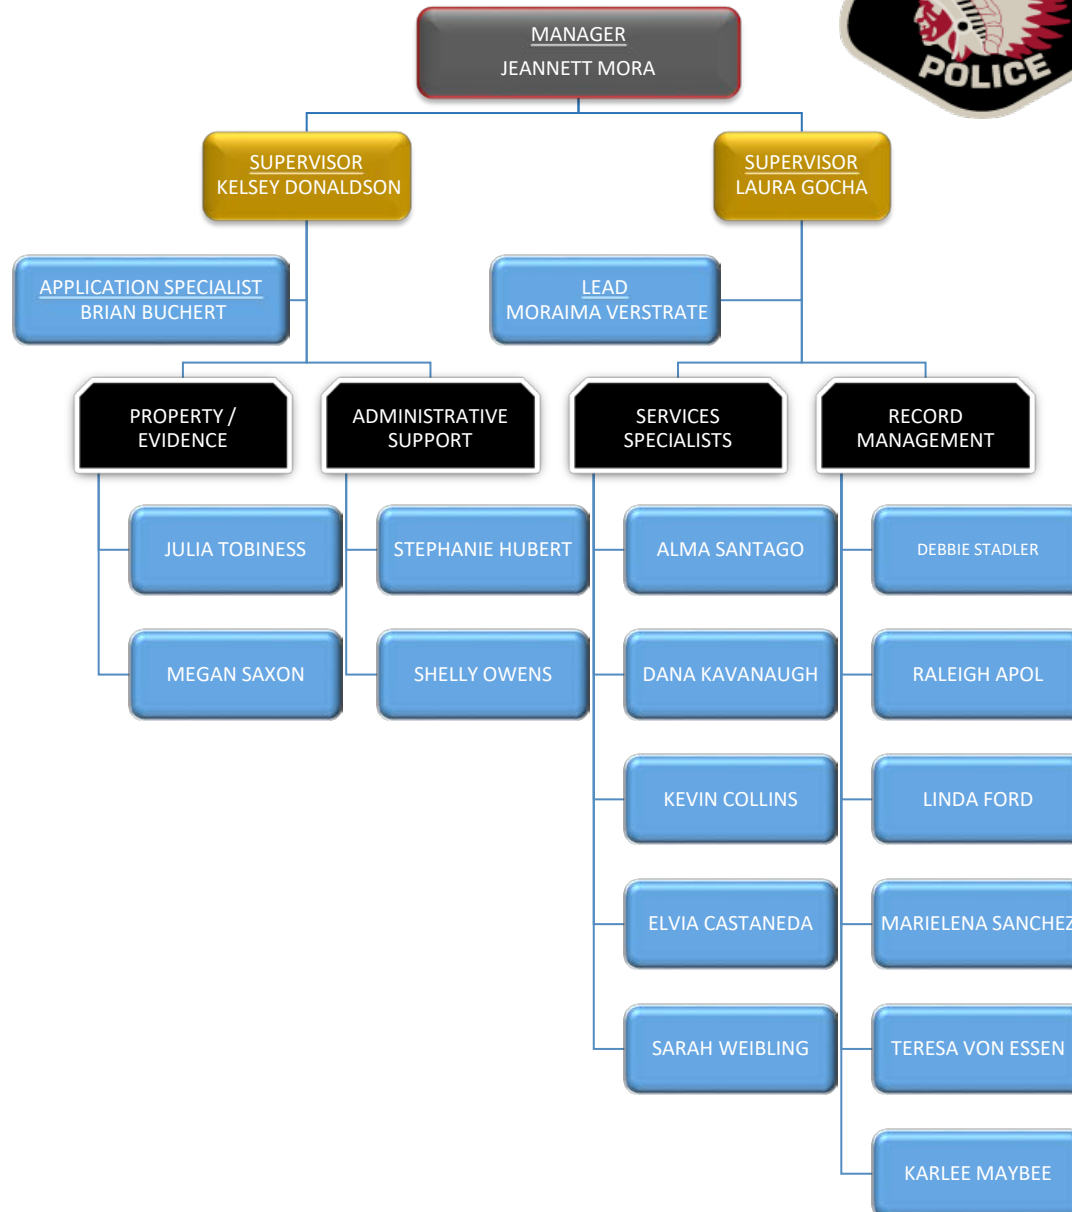 MANAGER
JEANNETT MORA
POLICE
SUPERVISOR
KELSEY DONALDSON
SUPERVISOR
LAURA GOCHA
APPLICATION SPECIALIST
BRIAN BUCHERT
LEAD
MORAIMA VERSTRATE
PROPERTY /
EVIDENCE
ADMINISTRATIVE
SUPPORT
SERVICES
SPECIALISTS
RECORD
MANAGEMENT
JULIA TOBINESS
STEPHANIE HUBERT
ALMA SANTAGO
DEBBIE STADLER
MEGAN SAXON
SHELLY OWENS
DANA KAVANAUGH
RALEIGH APOL
KEVIN COLLINS
LINDA FORD
ELVIA CASTANEDA
MARIELENA SANCHEZ
SARAH WEIBLING
TERESA VON ESSEN
KARLEE MAYBEE